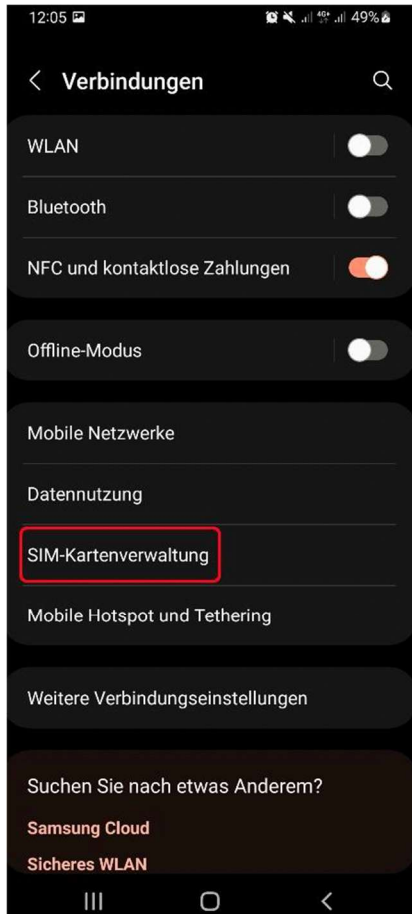 12:05 4G+ 49%
Verbindungen
WLAN
Bluetooth
NFC und kontaktlose Zahlungen
Offline-Modus
Mobile Netzwerke
Datennutzung
SIM-Kartenverwaltung
Mobile Hotspot und Tethering
Weitere Verbindungseinstellungen
Suchen Sie nach etwas Anderem?
Samsung Cloud
Sicheres WLAN